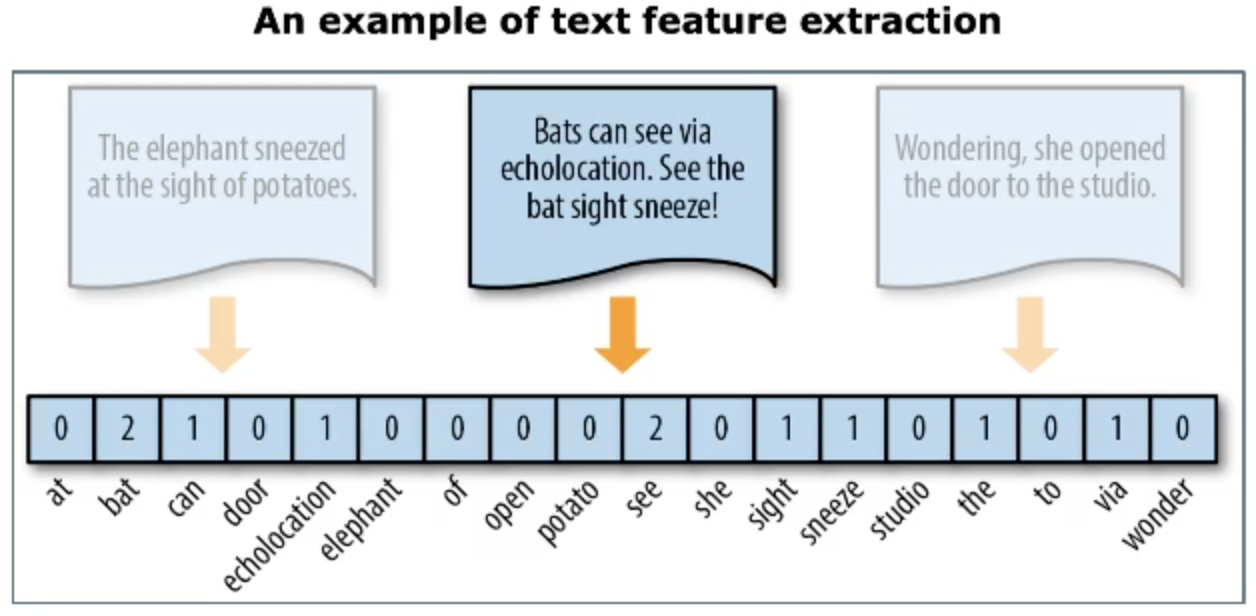 An example of text feature extraction
The elephant sneezed
at the sight of potatoes.
Bats can see via
echolocation. See the
bat sight sneeze!
Wondering, she opened
the door to the studio.
0 2 1 0 1 0 0 0 0 2 0 1 1 0 1 0 1 0
at bat can door echolocation elephant of open potato see she sight sneeze studio the to via wonder